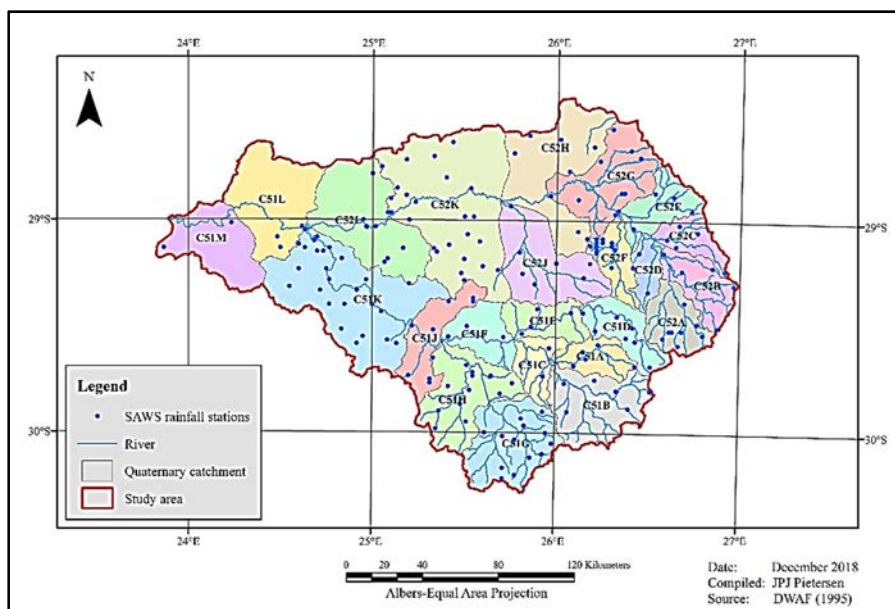 24°E 25°E 26°E 27°E
N
C52H
C52G
C51L
C52E
C52L
C52K
29°S 29°S
C51M
C52C
C52F
C52J
C52D
C52B
C51K
C52A
C51E
C51D
C51J
C51F
C51A
C51C
C51B
C51H
C51G
Legend
SAWS rainfall stations
River
Quaternary catchment
Study area
30°S 30°S
24°E 25°E 26°E 27°E
0 20 40 80 120 Kilometers
Albers-Equal Area Projection
Date: December 2018
Compiled: JPJ Pietersen
Source: DWAF (1995)